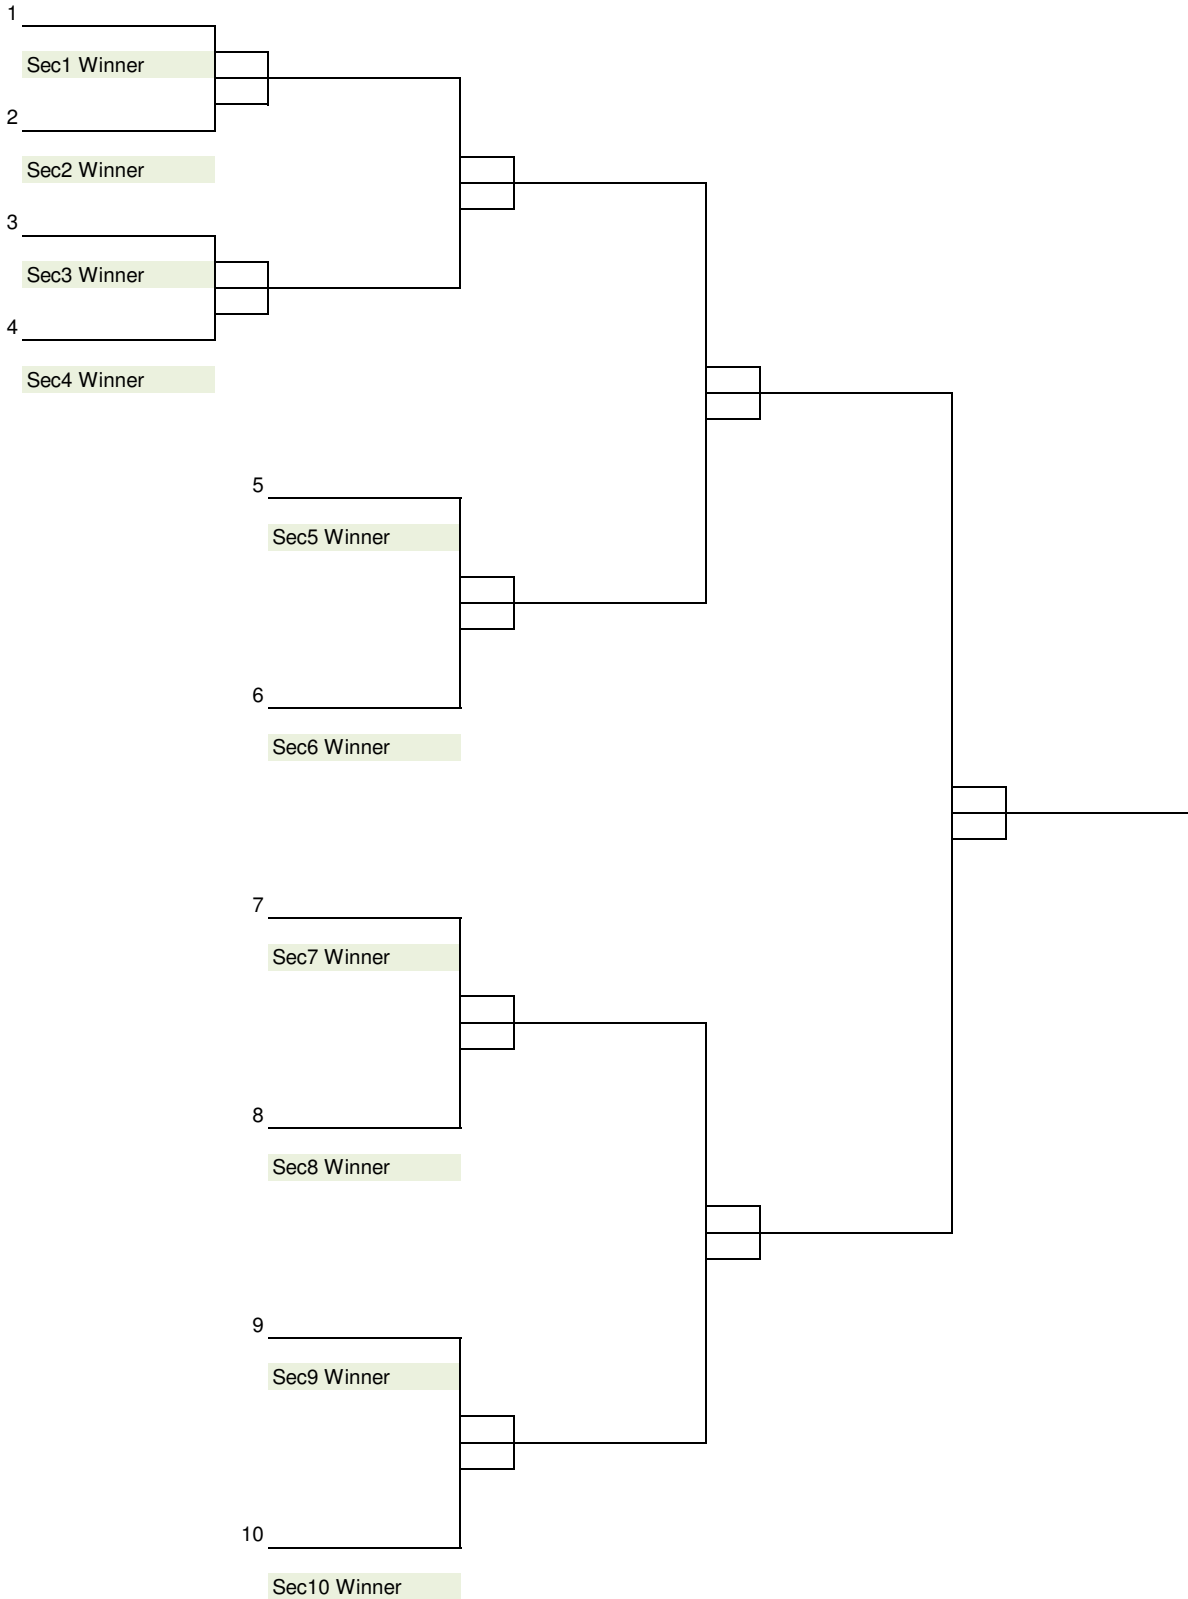 1
Sec1 Winner
2
Sec2 Winner
3
Sec3 Winner
4
Sec4 Winner
5
Sec5 Winner
6
Sec6 Winner
7
Sec7 Winner
8
Sec8 Winner
9
Sec9 Winner
10
Sec10 Winner